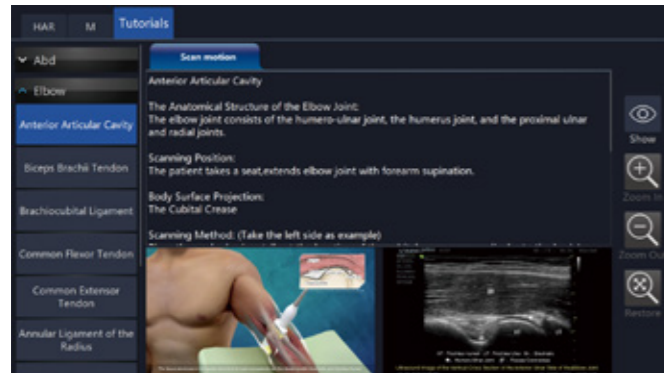 HAR
M
Tutorials
Abd
Elbow
Anterior Articular Cavity
Biceps Brachii Tendon
Brachiocubital Ligament
Common Flexor Tendon
Common Extensor
Tendon
Annular Ligament of the
Radius
Scan motion
Anterior Articular Cavity
The Anatomical Structure of the Elbow Joint:
The elbow joint consists of the humero-ulnar joint, the humerus joint, and the proximal ulnar
and radial joints.
Scanning Position:
The patient takes a seat,extends elbow joint with forearm supination.
Body Surface Projection:
The Cubital Crease
Scanning Method: (Take the left side as example)
Show
Zoom In
Zoom Out
Restore